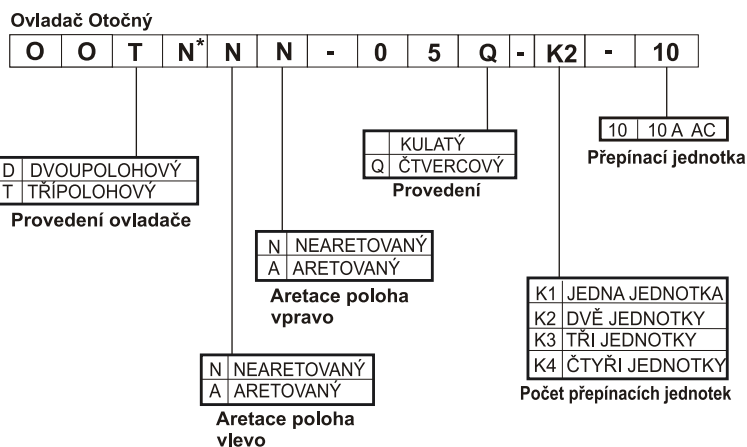 Ovladač Otočný
O O T N* N N - 0 5 Q - K2 - 10
10 10 A AC
Přepínací jednotka
KULATÝ
Q ČTVERCOVÝ
Provedení
D DVOUPOLOHOVÝ
T TŘÍPOLOHOVÝ
Provedení ovladače
N NEARETOVANÝ
A ARETOVANÝ
Aretace poloha
vpravo
K1 JEDNA JEDNOTKA
K2 DVĚ JEDNOTKY
K3 TŘI JEDNOTKY
K4 ČTYŘI JEDNOTKY
Počet přepínacích jednotek
N NEARETOVANÝ
A ARETOVANÝ
Aretace poloha
vlevo